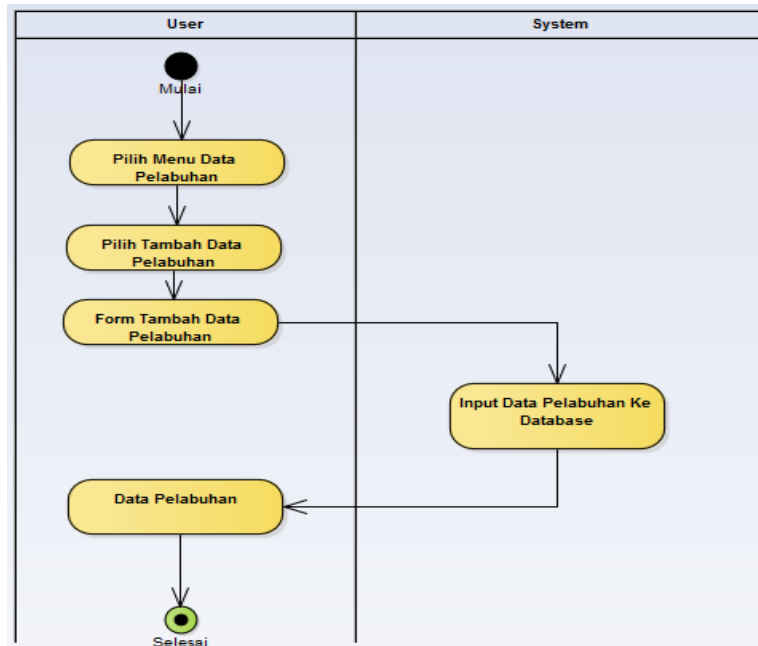 User
System
Mulai
Pilih Menu Data
Pelabuhan
Pilih Tambah Data
Pelabuhan
Form Tambah Data
Pelabuhan
Input Data Pelabuhan Ke
Database
Data Pelabuhan
Selesai